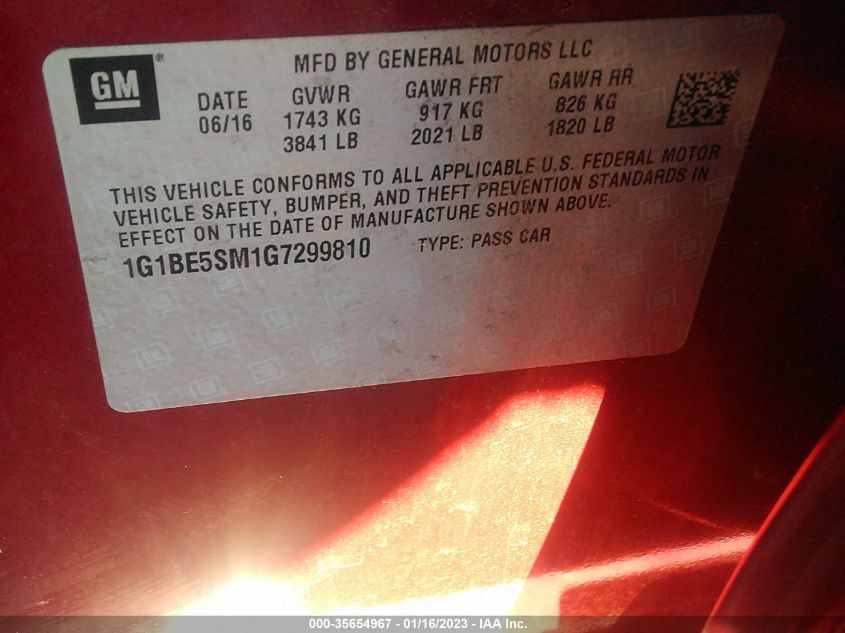 GM®
MFD BY GENERAL MOTORS LLC
DATE GVWR GAWR FRT GAWR RR
06/16 1743 KG 917 KG 826 KG
3841 LB 2021 LB 1820 LB
THIS VEHICLE CONFORMS TO ALL APPLICABLE U.S. FEDERAL MOTOR
VEHICLE SAFETY, BUMPER, AND THEFT PREVENTION STANDARDS IN
EFFECT ON THE DATE OF MANUFACTURE SHOWN ABOVE.
1G1BE5SM1G7299810 TYPE: PASS CAR
000-35654967 - 01/16/2023 - IAA Inc.